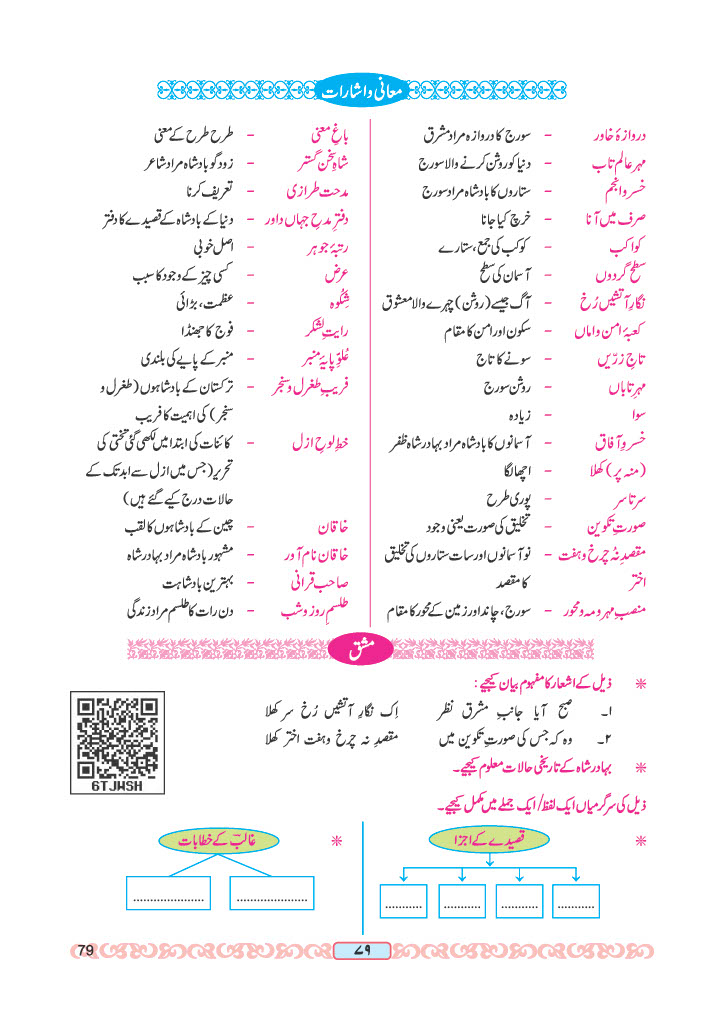 معانی و اشارات
دروازۂ خاور - سورج کا دروازہ مراد مشرق
مہرِ عالم تاب - دنیا کو روشن کرنے والا سورج
خسروِ انجم - ستاروں کا بادشاہ مراد سورج
صرف میں آنا - خرچ کیا جانا
کواکب - کوکب کی جمع، ستارے
سطحِ گردوں - آسمان کی سطح
نگارِ آتشیں رُخ - آگ جیسے (روشن) چہرے والا معشوق
کعبۂ امن و اماں - سکون اور امن کا مقام
تاجِ زرّیں - سونے کا تاج
مہرِ تاباں - روشن سورج
سوا - زیادہ
خسروِ آفاق - آسمانوں کا بادشاہ مراد بہادر شاہ ظفر
(منہ پر) کھلا - اچھا لگا
سرتاسر - پوری طرح
صورتِ تکوین - تخلیق کی صورت یعنی وجود
مقصدِ نُہ چرخ و ہفت - نو آسمانوں اور سات ستاروں کی تخلیق
اختر کا مقصد
منصبِ مہر و مہ و محور - سورج، چاند اور زمین کے محور کا مقام
باغِ معنی - طرح طرح کے معنی
شاہِ سخن گستر - زود گو بادشاہ مراد شاعر
مدحت طرازی - تعریف کرنا
دفترِ مدحِ جہاں داور - دنیا کے بادشاہ کے قصیدے کا دفتر
رتبۂ جوہر - اصل خوبی
عرض - کسی چیز کے وجود کا سبب
شکُوہ - عظمت، بڑائی
رایتِ لشکر - فوج کا جھنڈا
عُلوِّ پایۂ منبر - منبر کے پایے کی بلندی
فریبِ طغرل و سنجر - ترکستان کے بادشاہوں (طغرل و
سنجر) کی اہمیت کا فریب
خطِ لوحِ ازل - کائنات کی ابتدا میں لکھی گئی تختی کی
تحریر (جس میں ازل سے ابد تک کے
حالات درج کیے گئے ہیں)
خاقان - چین کے بادشاہوں کا لقب
خاقانِ نام آور - مشہور بادشاہ مراد بہادر شاہ
صاحب قرانی - بہترین بادشاہت
طلسمِ روز و شب - دن رات کا طلسم مراد زندگی
مشق
✳ ذیل کے اشعار کا مفہوم بیان کیجیے :
۱۔ صبح آیا جانبِ مشرق نظر اِک نگارِ آتشیں رُخ سر کھلا
۲۔ وہ کہ جس کی صورتِ تکوین میں مقصدِ نہ چرخ و ہفت اختر کھلا
✳ بہادر شاہ کے تاریخی حالات معلوم کیجیے۔
6TJWSH
ذیل کی سرگرمیاں ایک لفظ/ ایک جملے میں مکمل کیجیے۔
✳ قصیدے کے اجزا
........... ........... ........... ...........
✳ غالبؔ کے خطابات
..................... .....................
79 ۷۹